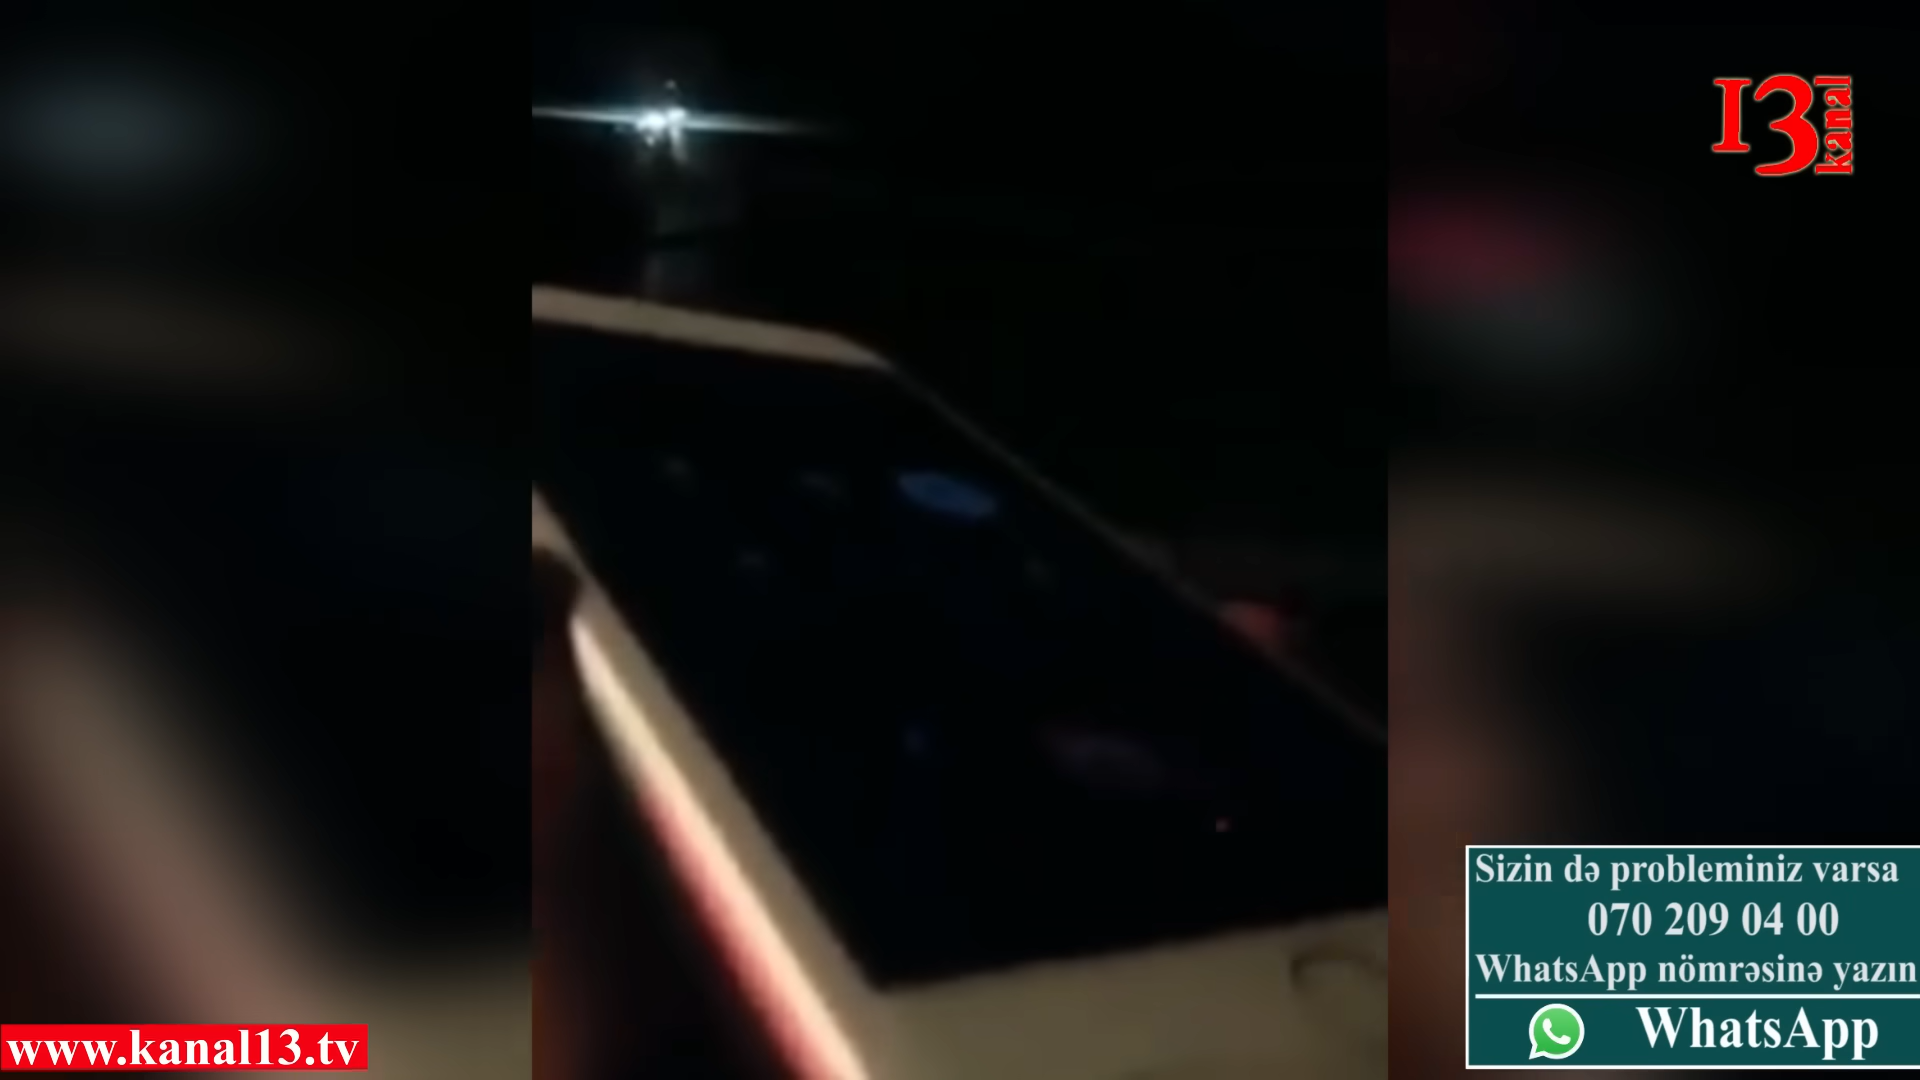 13 kanal
Sizin də probleminiz varsa
070 209 04 00
WhatsApp nömrəsinə yazın
WhatsApp
www.kanal13.tv